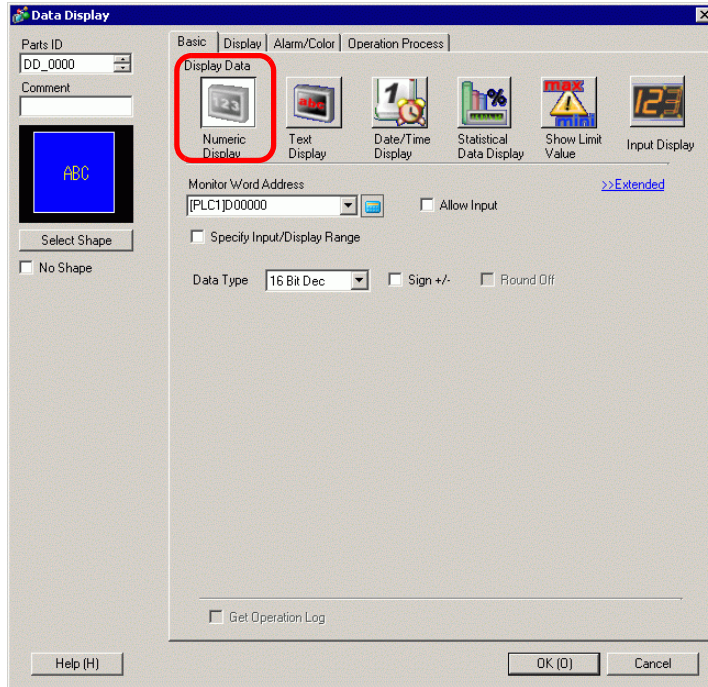 Data Display
Parts ID
DD_0000
Comment
ABC
Select Shape
No Shape
Basic Display Alarm/Color Operation Process
Display Data
123 abc 1 % max mini 123
Numeric Display
Text Display
Date/Time Display
Statistical Data Display
Show Limit Value
Input Display
Monitor Word Address
>>Extended
[PLC1]D00000
Allow Input
Specify Input/Display Range
Data Type 16 Bit Dec Sign +/- Round Off
Get Operation Log
Help (H) OK (O) Cancel